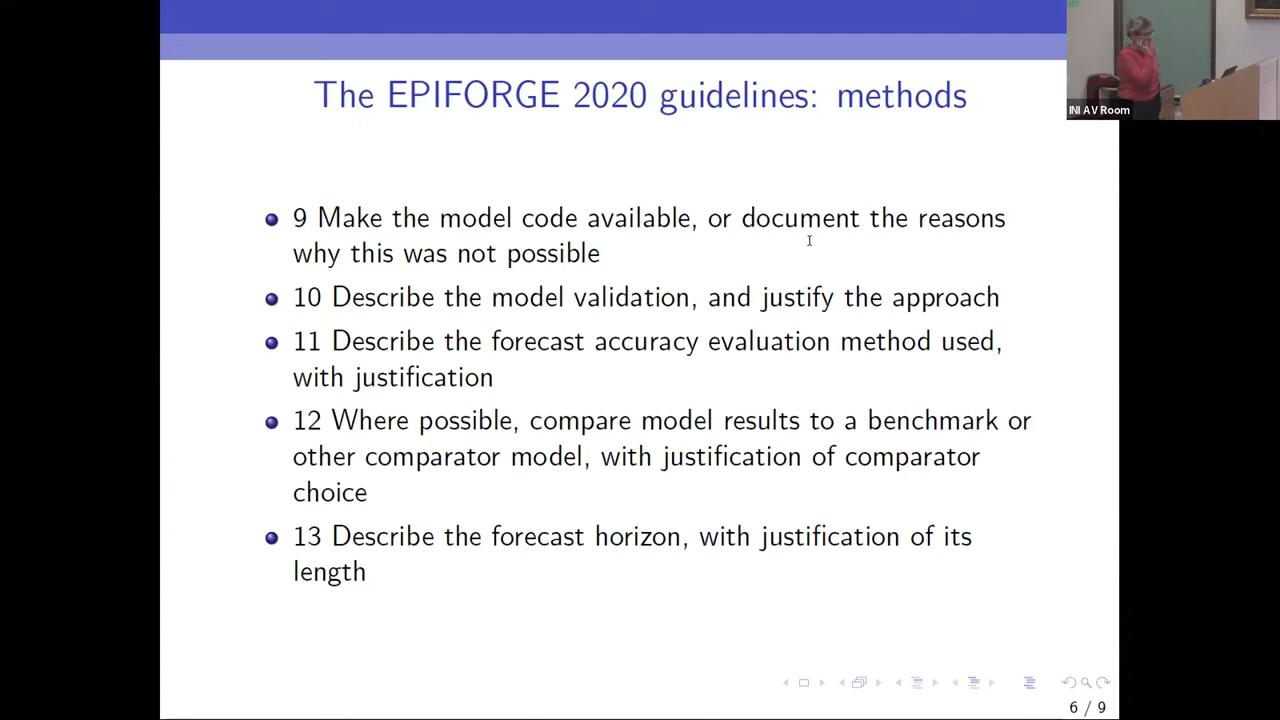 The EPIFORGE 2020 guidelines: methods
INI AV Room
9 Make the model code available, or document the reasons
why this was not possible
10 Describe the model validation, and justify the approach
11 Describe the forecast accuracy evaluation method used,
with justification
12 Where possible, compare model results to a benchmark or
other comparator model, with justification of comparator
choice
13 Describe the forecast horizon, with justification of its
length
6 / 9